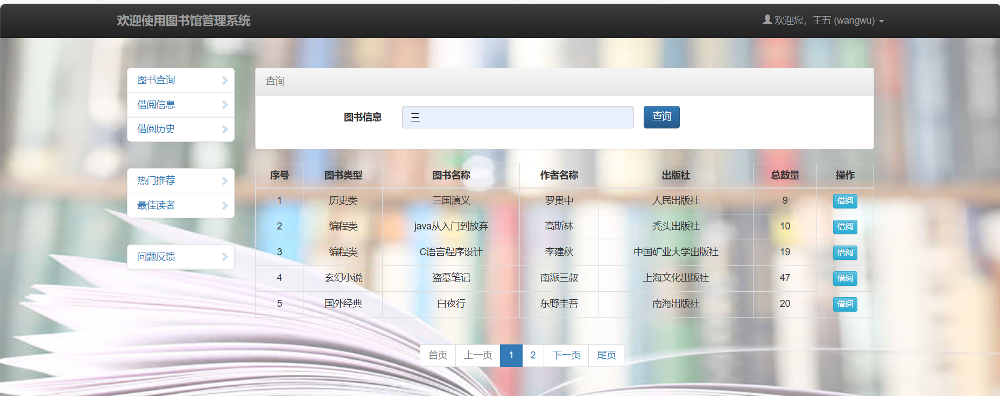 欢迎使用图书馆管理系统
欢迎您，王五 (wangwu)
图书查询
借阅信息
借阅历史
热门推荐
最佳读者
问题反馈
查询
图书信息 三 查询
序号 图书类型 图书名称 作者名称 出版社 总数量 操作
1 历史类 三国演义 罗贯中 人民出版社 9 借阅
2 编程类 java从入门到放弃 高斯林 秃头出版社 10 借阅
3 编程类 C语言程序设计 李建秋 中国矿业大学出版社 19 借阅
4 玄幻小说 盗墓笔记 南派三叔 上海文化出版社 47 借阅
5 国外经典 白夜行 东野圭吾 南海出版社 20 借阅
首页 上一页 1 2 下一页 尾页